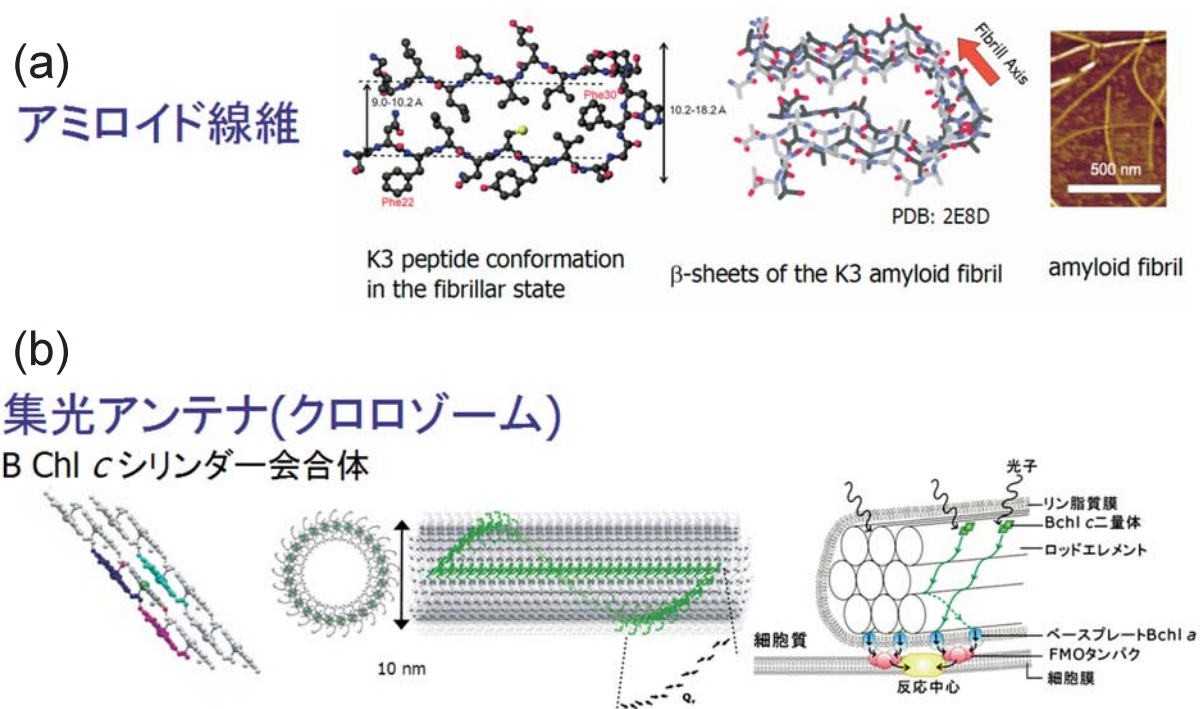 (a)
アミロイド線維
9.0-10.2 A
Phe30
10.2-18.2 A
Phe22
Fibrill Axis
PDB: 2E8D
500 nm
K3 peptide conformation
in the fibrillar state
β-sheets of the K3 amyloid fibril
amyloid fibril
(b)
集光アンテナ(クロロゾーム)
B Chl c シリンダー会合体
10 nm
Qy
光子
リン脂質膜
Bchl c二量体
ロッドエレメント
細胞質
ベースプレートBchl a
FMOタンパク
細胞膜
反応中心